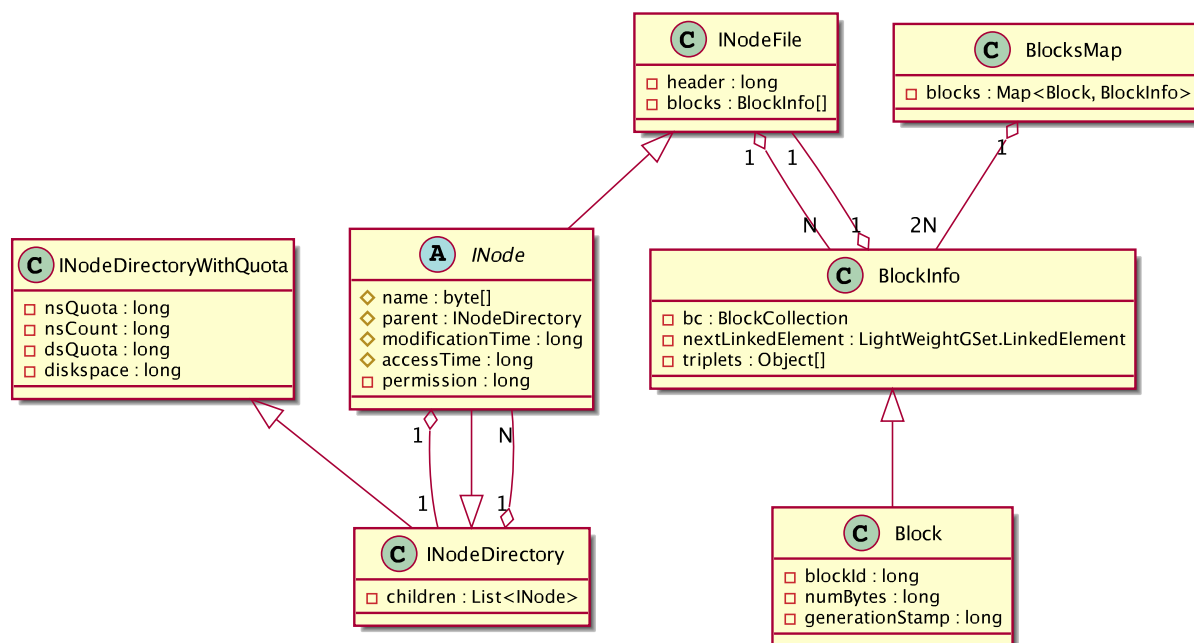 C INodeFile
header : long
blocks : BlockInfo[]
C BlocksMap
blocks : Map<Block, BlockInfo>
1
1
1
N
1
2N
C INodeDirectoryWithQuota
nsQuota : long
nsCount : long
dsQuota : long
diskspace : long
A INode
name : byte[]
parent : INodeDirectory
modificationTime : long
accessTime : long
permission : long
C BlockInfo
bc : BlockCollection
nextLinkedElement : LightWeightGSet.LinkedElement
triplets : Object[]
1
N
1
1
C INodeDirectory
children : List<INode>
C Block
blockId : long
numBytes : long
generationStamp : long